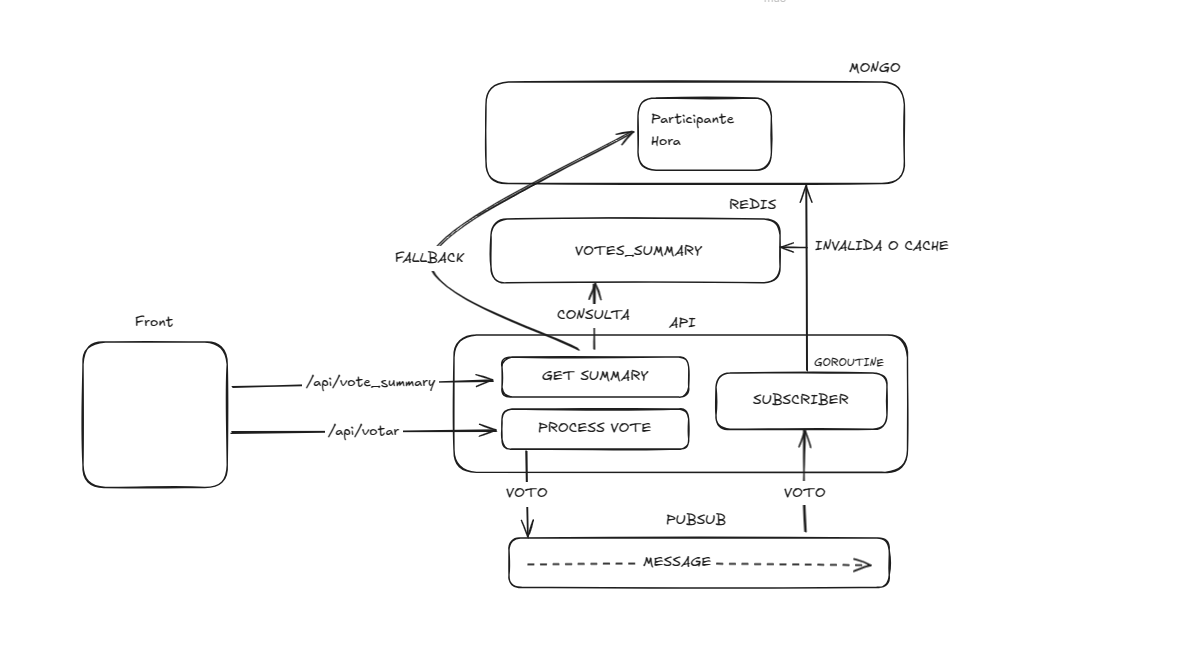 MONGO
Participante
Hora
REDIS
VOTES_SUMMARY
INVALIDA O CACHE
FALLBACK
CONSULTA
API
Front
GOROUTINE
/api/vote_summary
GET SUMMARY
SUBSCRIBER
/api/votar
PROCESS VOTE
VOTO
VOTO
PUBSUB
MESSAGE